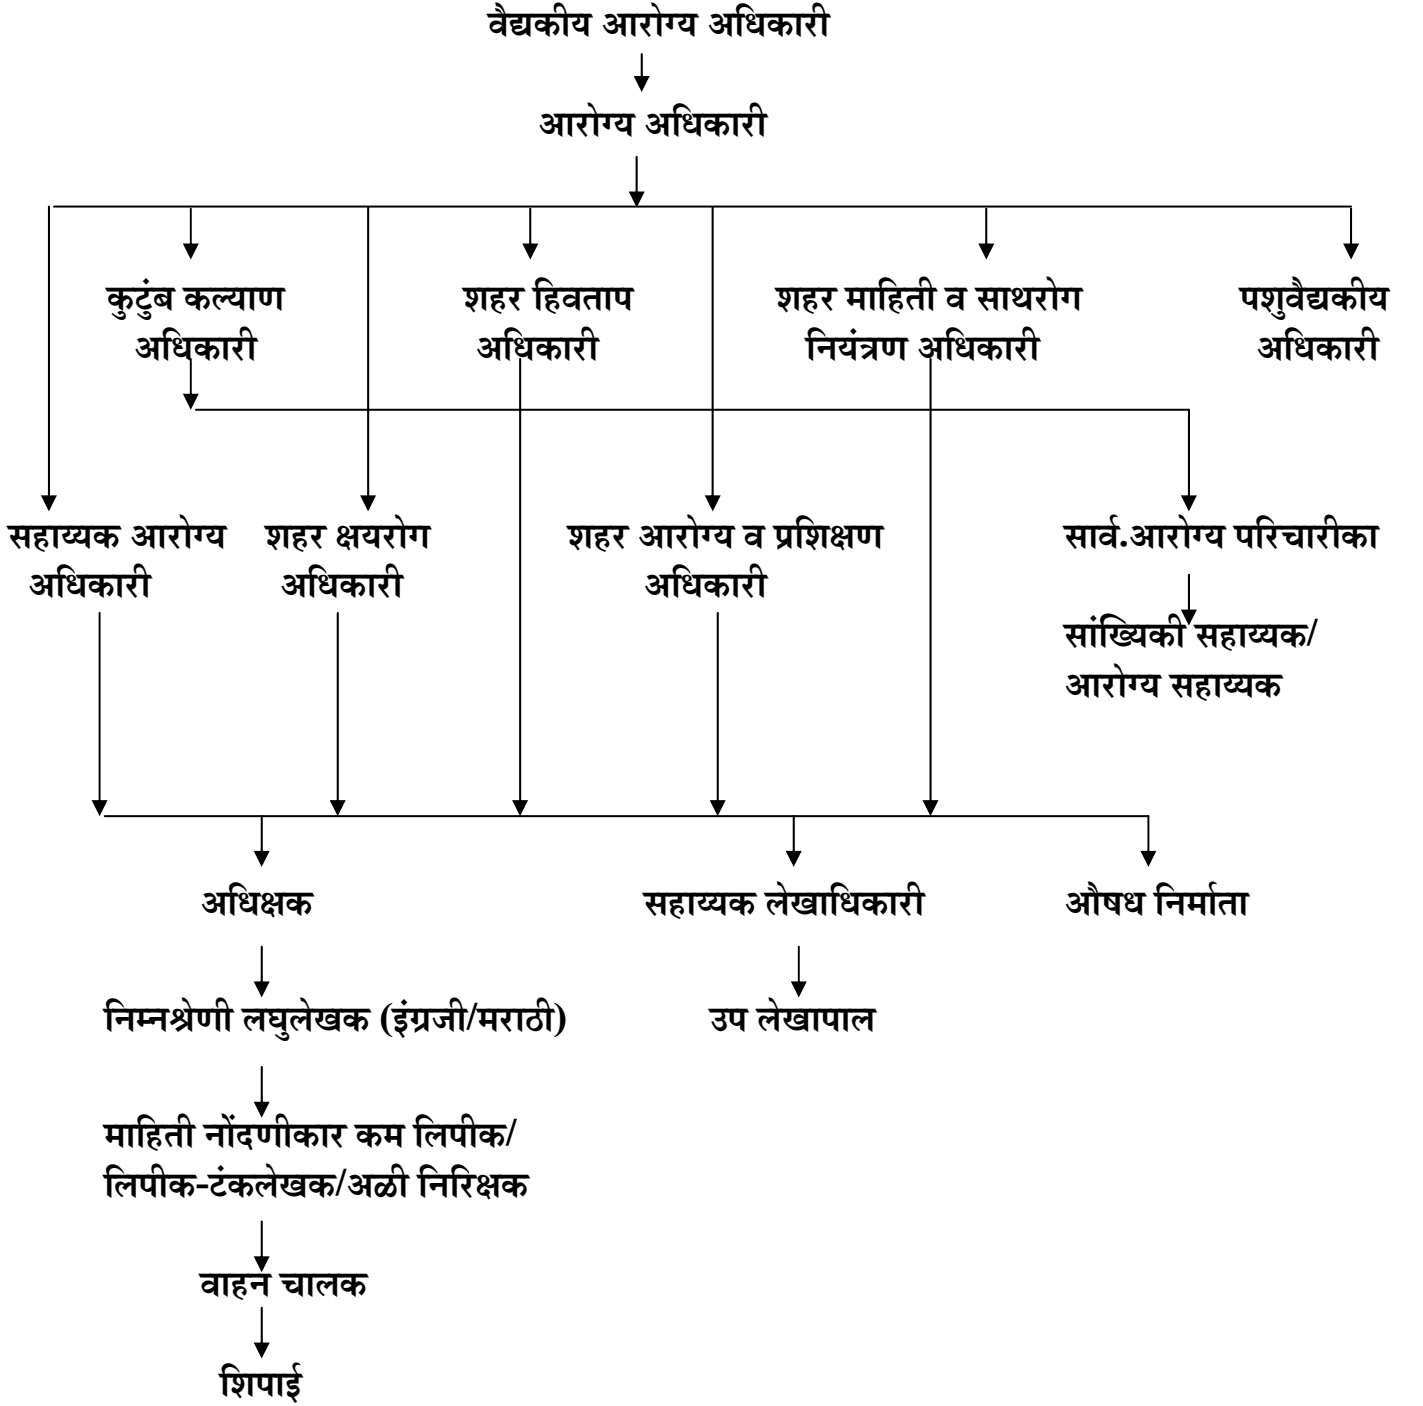 वैद्यकीय आरोग्य अधिकारी
आरोग्य अधिकारी
कुटुंब कल्याण
अधिकारी
शहर हिवताप
अधिकारी
शहर माहिती व साथरोग
नियंत्रण अधिकारी
पशुवैद्यकीय
अधिकारी
सहाय्यक आरोग्य
अधिकारी
शहर क्षयरोग
अधिकारी
शहर आरोग्य व प्रशिक्षण
अधिकारी
सार्व.आरोग्य परिचारीका
सांख्यिकी सहाय्यक/
आरोग्य सहाय्यक
अधिक्षक
सहाय्यक लेखाधिकारी
औषध निर्माता
निम्नश्रेणी लघुलेखक (इंग्रजी/मराठी)
उप लेखापाल
माहिती नोंदणीकार कम लिपीक/
लिपीक-टंकलेखक/अळी निरिक्षक
वाहन चालक
शिपाई